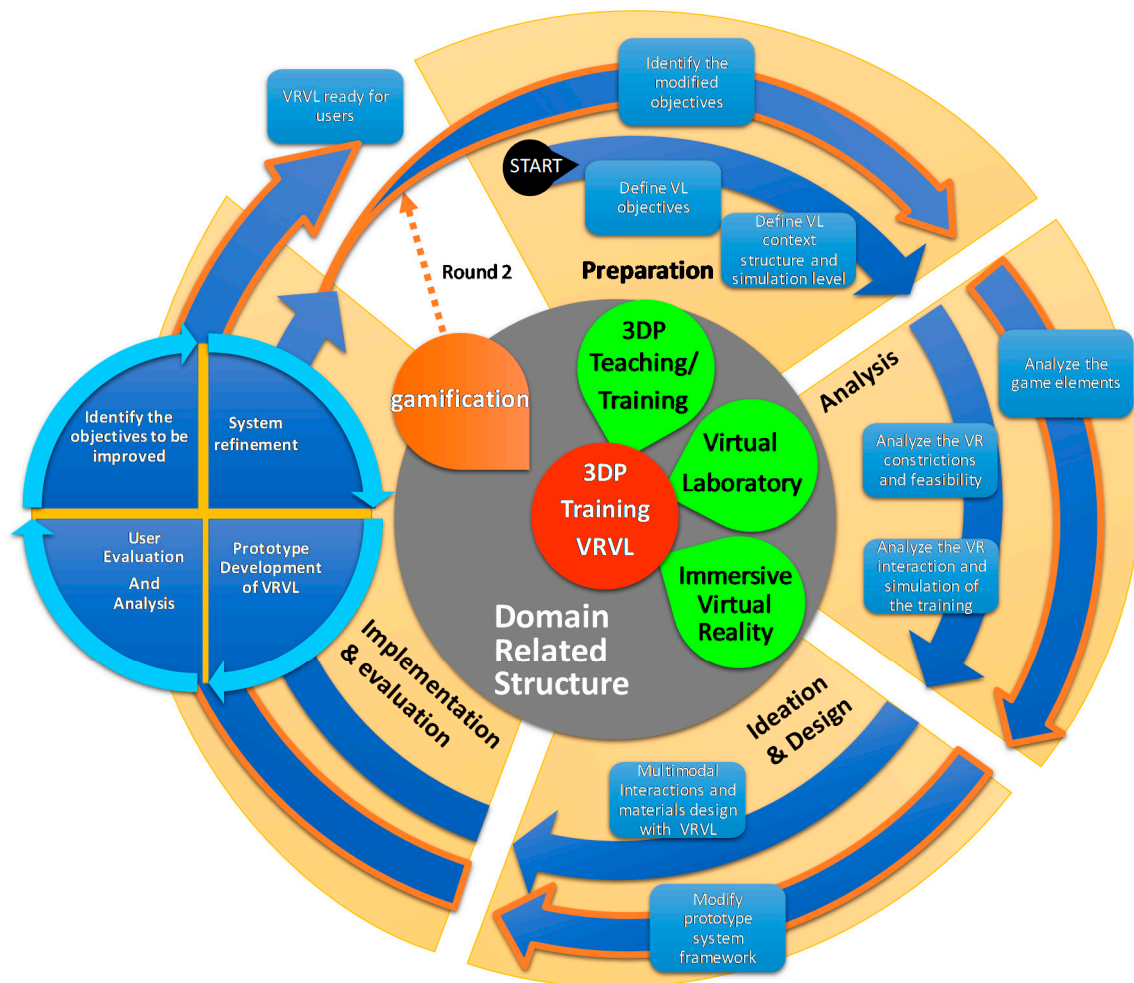 VRVL ready for
users
Identify the
modified
objectives
START
Define VL
objectives
Define VL
context
structure and
simulation level
Round 2
Preparation
3DP
Teaching/
Training
gamification
Virtual
Laboratory
3DP
Training
VRVL
Immersive
Virtual
Reality
Domain
Related
Structure
Analysis
Analyze the
game elements
Analyze the VR
constrictions
and feasibility
Analyze the VR
interaction and
simulation of
the training
Identify the
objectives to be
improved
System
refinement
User
Evaluation
And
Analysis
Prototype
Development
of VRVL
Implementation
& evaluation
Ideation
& Design
Multimodal
Interactions and
materials design
with VRVL
Modify
prototype
system
framework